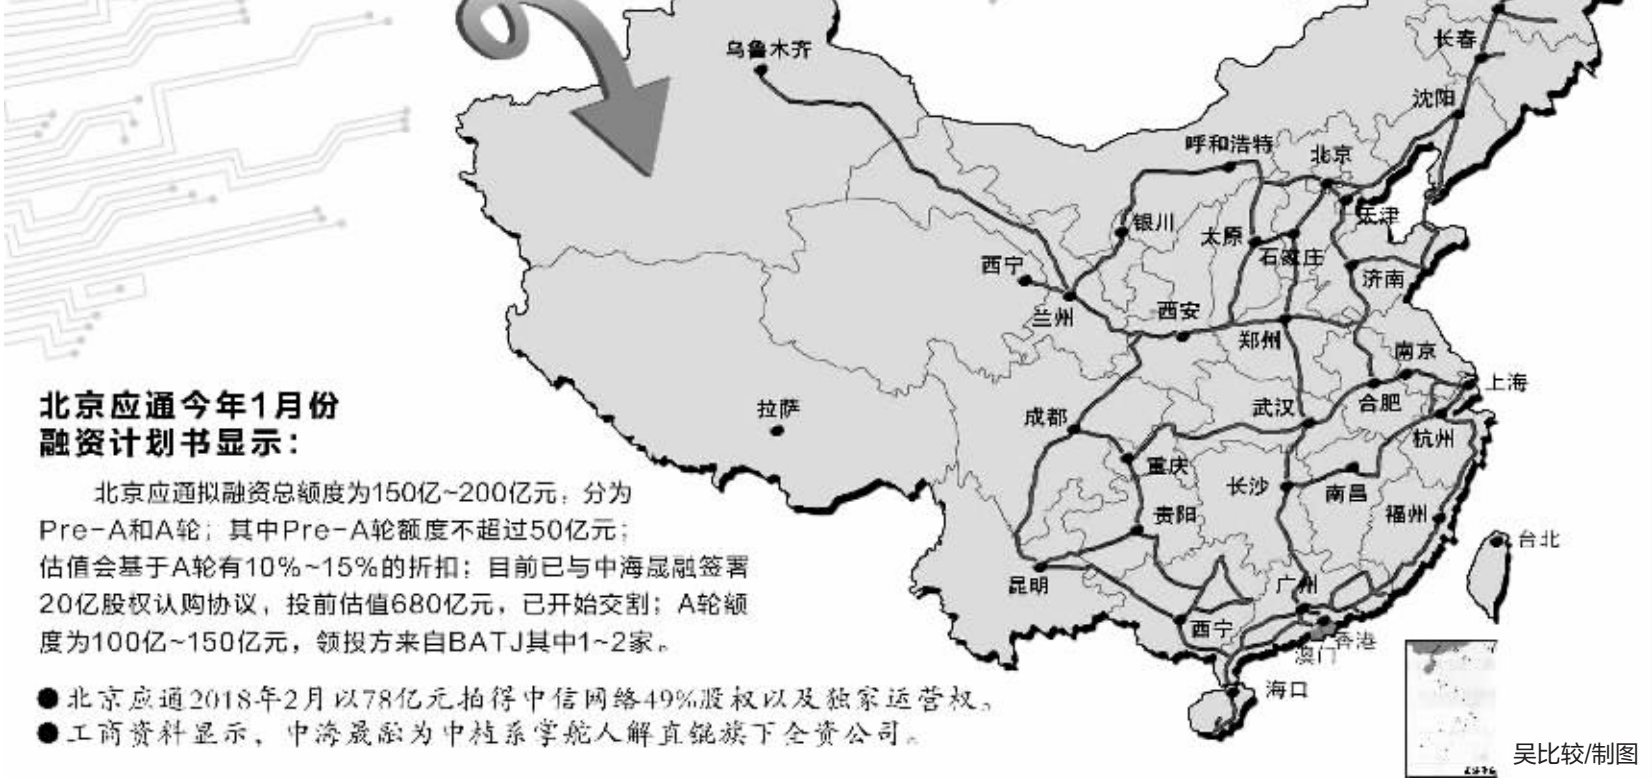 乌鲁木齐
长春
沈阳
呼和浩特
北京
银川
太原
天津
石家庄
西宁
济南
兰州
西安
郑州
南京
上海
拉萨
成都
武汉
合肥
杭州
重庆
长沙
南昌
贵阳
福州
台北
昆明
广州
西宁
香港
澳门
海口
北京应通今年1月份
融资计划书显示：
北京应通拟融资总额度为150亿~200亿元，分为
Pre-A和A轮；其中Pre-A轮额度不超过50亿元；
估值会基于A轮有10%~15%的折扣；目前已与中海晟融签署
20亿股权认购协议，投前估值680亿元，已开始交割；A轮额
度为100亿~150亿元，领投方来自BATJ其中1~2家。
●北京应通2018年2月以78亿元拍得中信网络49%股权以及独家运营权。
●工商资料显示，中海晟融为中植系掌舵人解直锟旗下全资公司。
吴比较/制图